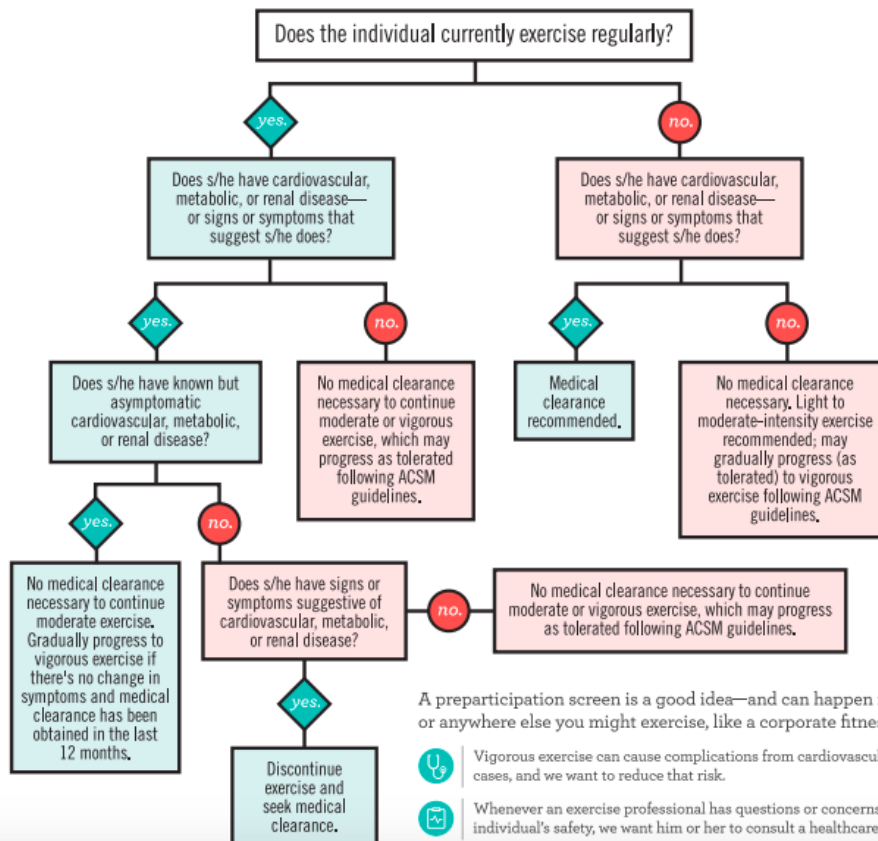 Does the individual currently exercise regularly?
yes.
no.
Does s/he have cardiovascular,
metabolic, or renal disease—
or signs or symptoms that
suggest s/he does?
Does s/he have cardiovascular,
metabolic, or renal disease—
or signs or symptoms that
suggest s/he does?
yes.
no.
yes.
no.
Does s/he have known but
asymptomatic
cardiovascular, metabolic,
or renal disease?
No medical clearance
necessary to continue
moderate or vigorous
exercise, which may
progress as tolerated
following ACSM
guidelines.
Medical
clearance
recommended.
No medical clearance
necessary. Light to
moderate-intensity exercise
recommended; may
gradually progress (as
tolerated) to vigorous
exercise following ACSM
guidelines.
yes.
no.
No medical clearance
necessary to continue
moderate exercise.
Gradually progress to
vigorous exercise if
there's no change in
symptoms and medical
clearance has been
obtained in the last
12 months.
Does s/he have signs or
symptoms suggestive of
cardiovascular, metabolic,
or renal disease?
no.
No medical clearance necessary to continue
moderate or vigorous exercise, which may progress
as tolerated following ACSM guidelines.
yes.
Discontinue
exercise and
seek medical
clearance.
A preparticipation screen is a good idea—and can happen
or anywhere else you might exercise, like a corporate
Vigorous exercise can cause complications from
cases, and we want to reduce that risk.
Whenever an exercise professional has questions or concerns
individual's safety, we want him or her to consult a healthcare